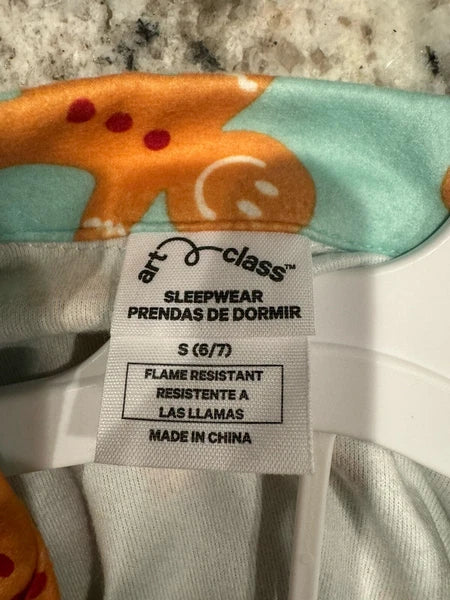 art class™
SLEEPWEAR
PRENDAS DE DORMIR
S (6/7)
FLAME RESISTANT
RESISTENTE A
LAS LLAMAS
MADE IN CHINA